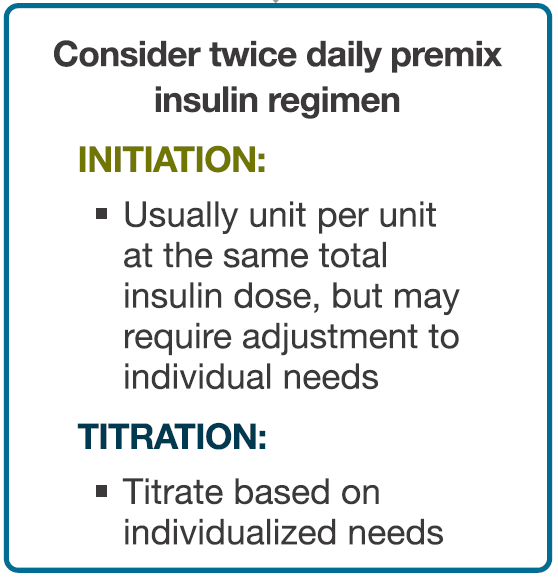 Consider twice daily premix
insulin regimen
INITIATION:
▪ Usually unit per unit
at the same total
insulin dose, but may
require adjustment to
individual needs
TITRATION:
▪ Titrate based on
individualized needs